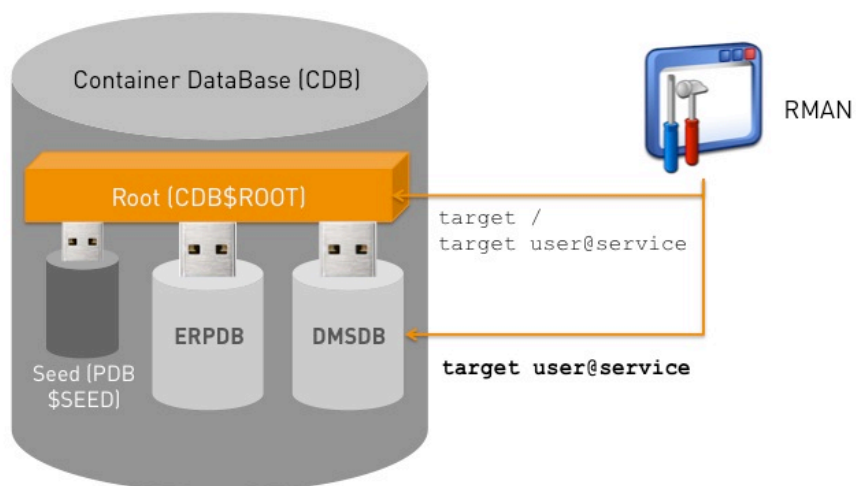 Container DataBase (CDB)
RMAN
Root (CDB$ROOT)
target /
target user@service
ERPDB
DMSDB
Seed (PDB
$SEED)
target user@service